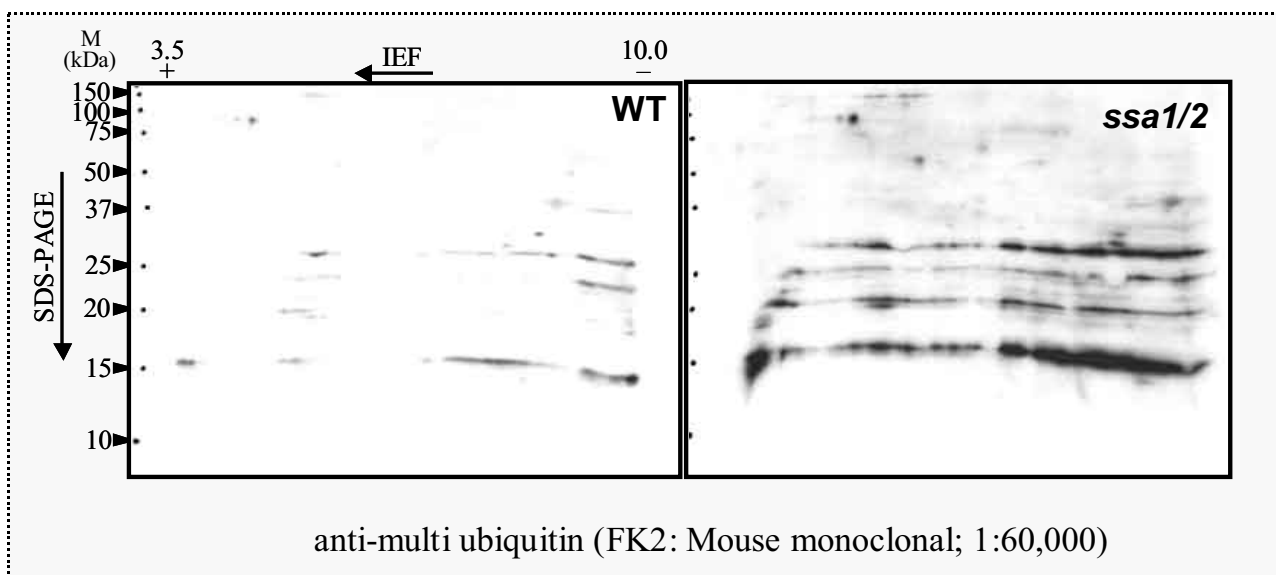 M
(kDa)
3.5
+
IEF
10.0
–
150
100
75
50
37
25
20
15
10
SDS-PAGE
WT
ssa1/2
anti-multi ubiquitin (FK2: Mouse monoclonal; 1:60,000)